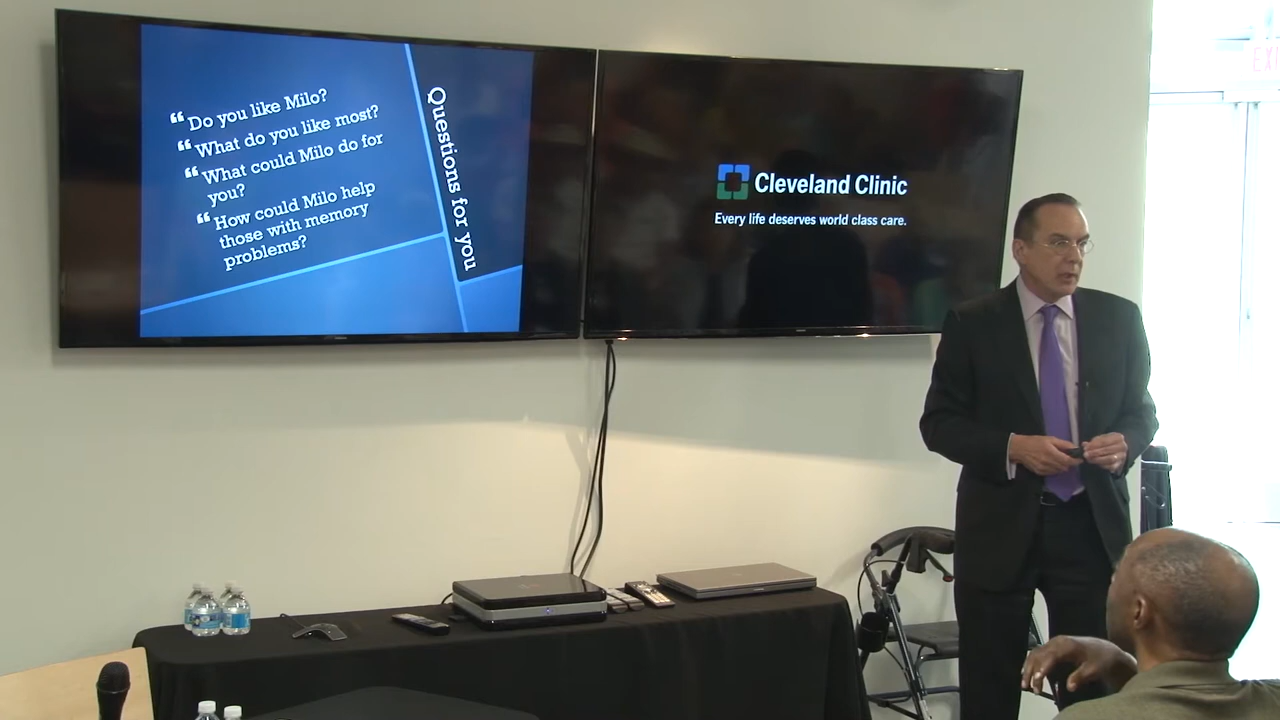 “ Do you like Milo?
“ What do you like most?
“ What could Milo do for
you?
“ How could Milo help
those with memory
problems?
Questions for you
Cleveland Clinic
Every life deserves world class care.